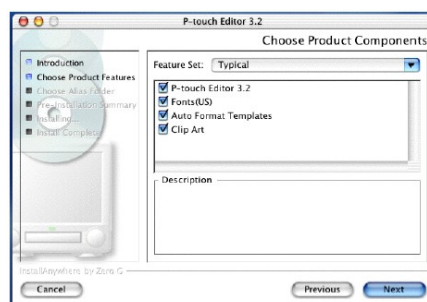 P-touch Editor 3.2
Choose Product Components
Introduction
Choose Product Features
Choose Alias Folder
Pre-Installation Summary
Installing...
Install Complete
Feature Set: Typical
P-touch Editor 3.2
Fonts(US)
Auto Format Templates
Clip Art
Description
InstallAnywhere by Zero G
Cancel
Previous
Next